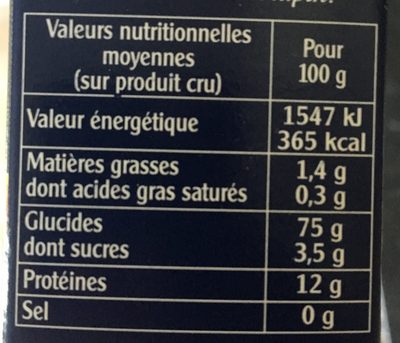 Valeurs nutritionnelles
moyennes
(sur produit cru)
Pour
100 g
Valeur énergétique
1547 kJ
365 kcal
Matières grasses
1,4 g
dont acides gras saturés
0,3 g
Glucides
75 g
dont sucres
3,5 g
Protéines
12 g
Sel
0 g